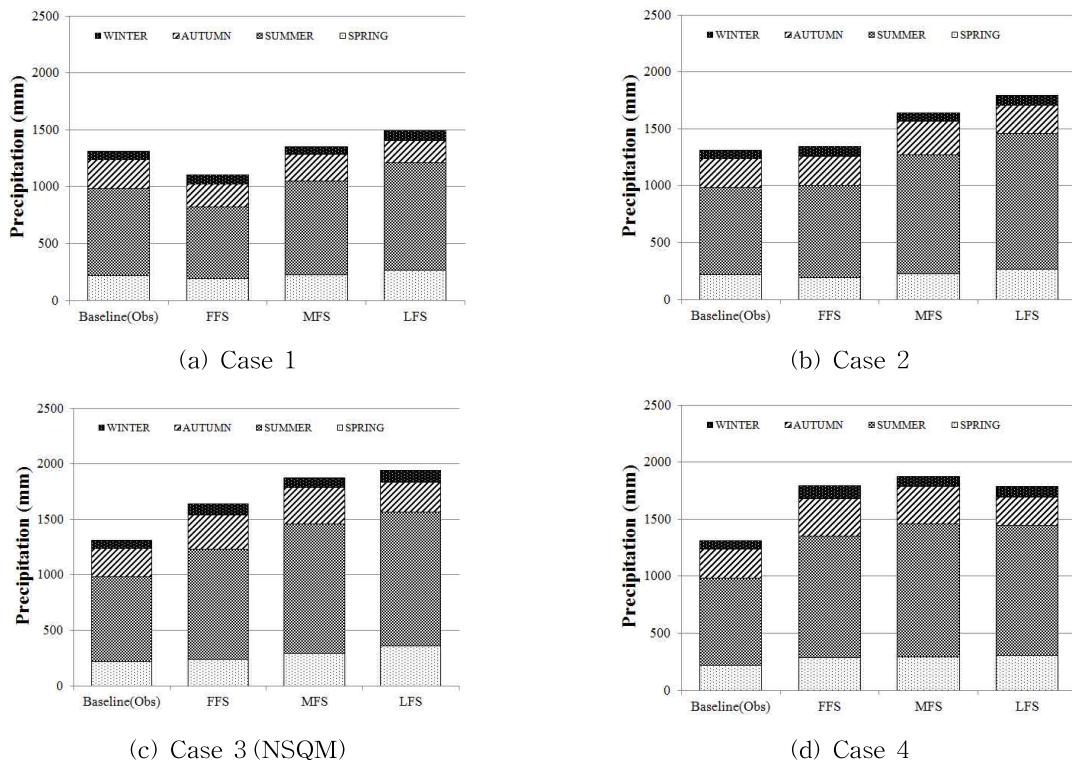 2500
2000
1500
1000
500
0
Precipitation (mm)
WINTER AUTUMN SUMMER SPRING
Baseline(Obs) FFS MFS LFS
(a) Case 1
2500
2000
1500
1000
500
0
Precipitation (mm)
WINTER AUTUMN SUMMER SPRING
Baseline(Obs) FFS MFS LFS
(b) Case 2
2500
2000
1500
1000
500
0
Precipitation (mm)
WINTER AUTUMN SUMMER SPRING
Baseline(Obs) FFS MFS LFS
(c) Case 3 (NSQM)
2500
2000
1500
1000
500
0
Precipitation (mm)
WINTER AUTUMN SUMMER SPRING
Baseline(Obs) FFS MFS LFS
(d) Case 4